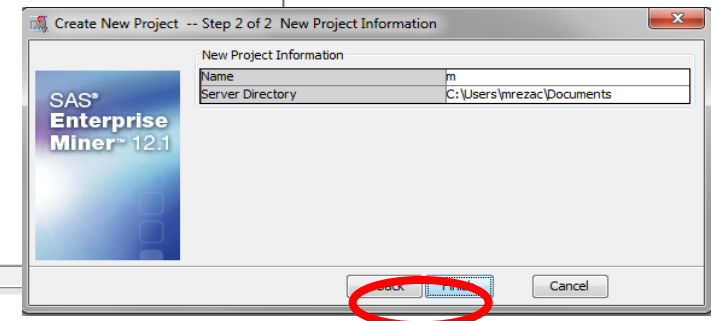 Create New Project -- Step 2 of 2 New Project Information
New Project Information
Name m
Server Directory C:\Users\mrezac\Documents
SAS®
Enterprise
Miner™ 12.1
Cancel